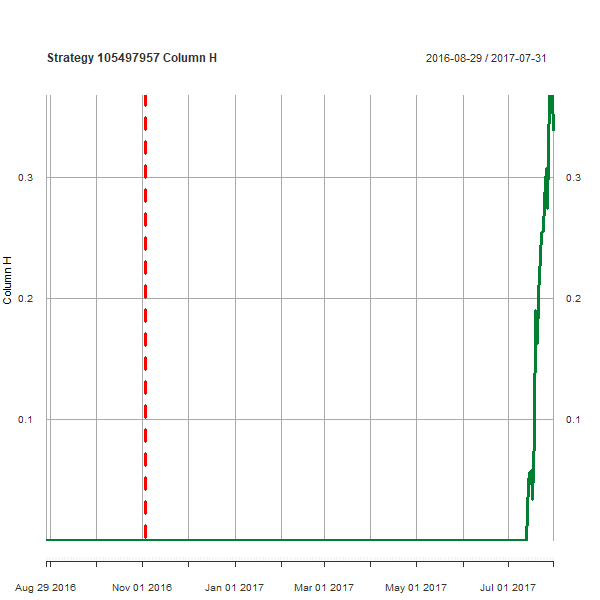 Strategy 105497957 Column H
2016-08-29 / 2017-07-31
Column H
0.3
0.3
0.2
0.2
0.1
0.1
Aug 29 2016
Nov 01 2016
Jan 01 2017
Mar 01 2017
May 01 2017
Jul 01 2017